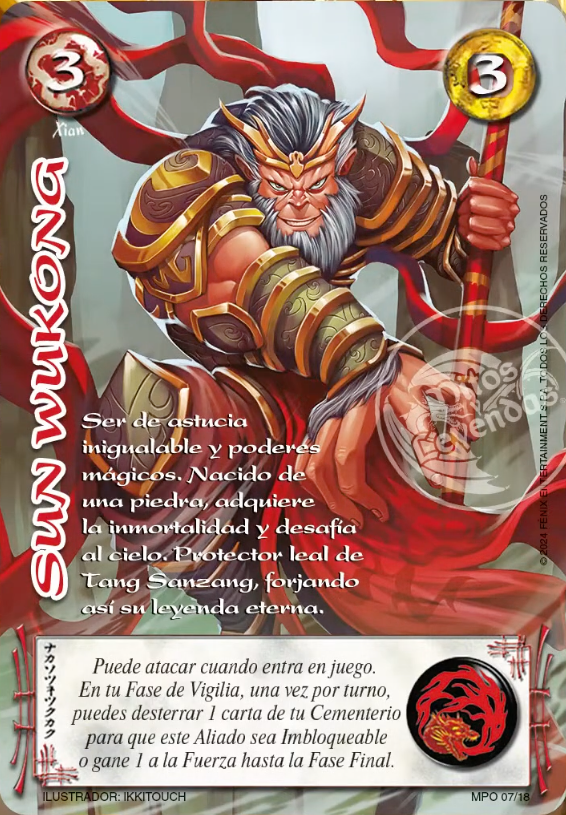 3
3
Xian
SUN WUKONG
© 2024 FÉNIX ENTERTAINMENT S.P.A. TODOS LOS DERECHOS RESERVADOS
Mitos y Leyendas
Ser de astucia
inigualable y poderes
mágicos. Nacido de
una piedra, adquiere
la inmortalidad y desafía
al cielo. Protector leal de
Tang Sanzang, forjando
así su leyenda eterna.
Puede atacar cuando entra en juego.
En tu Fase de Vigilia, una vez por turno,
puedes desterrar 1 carta de tu Cementerio
para que este Aliado sea Imbloqueable
o gane 1 a la Fuerza hasta la Fase Final.
ILUSTRADOR: IKKITOUCH
MPO 07/18